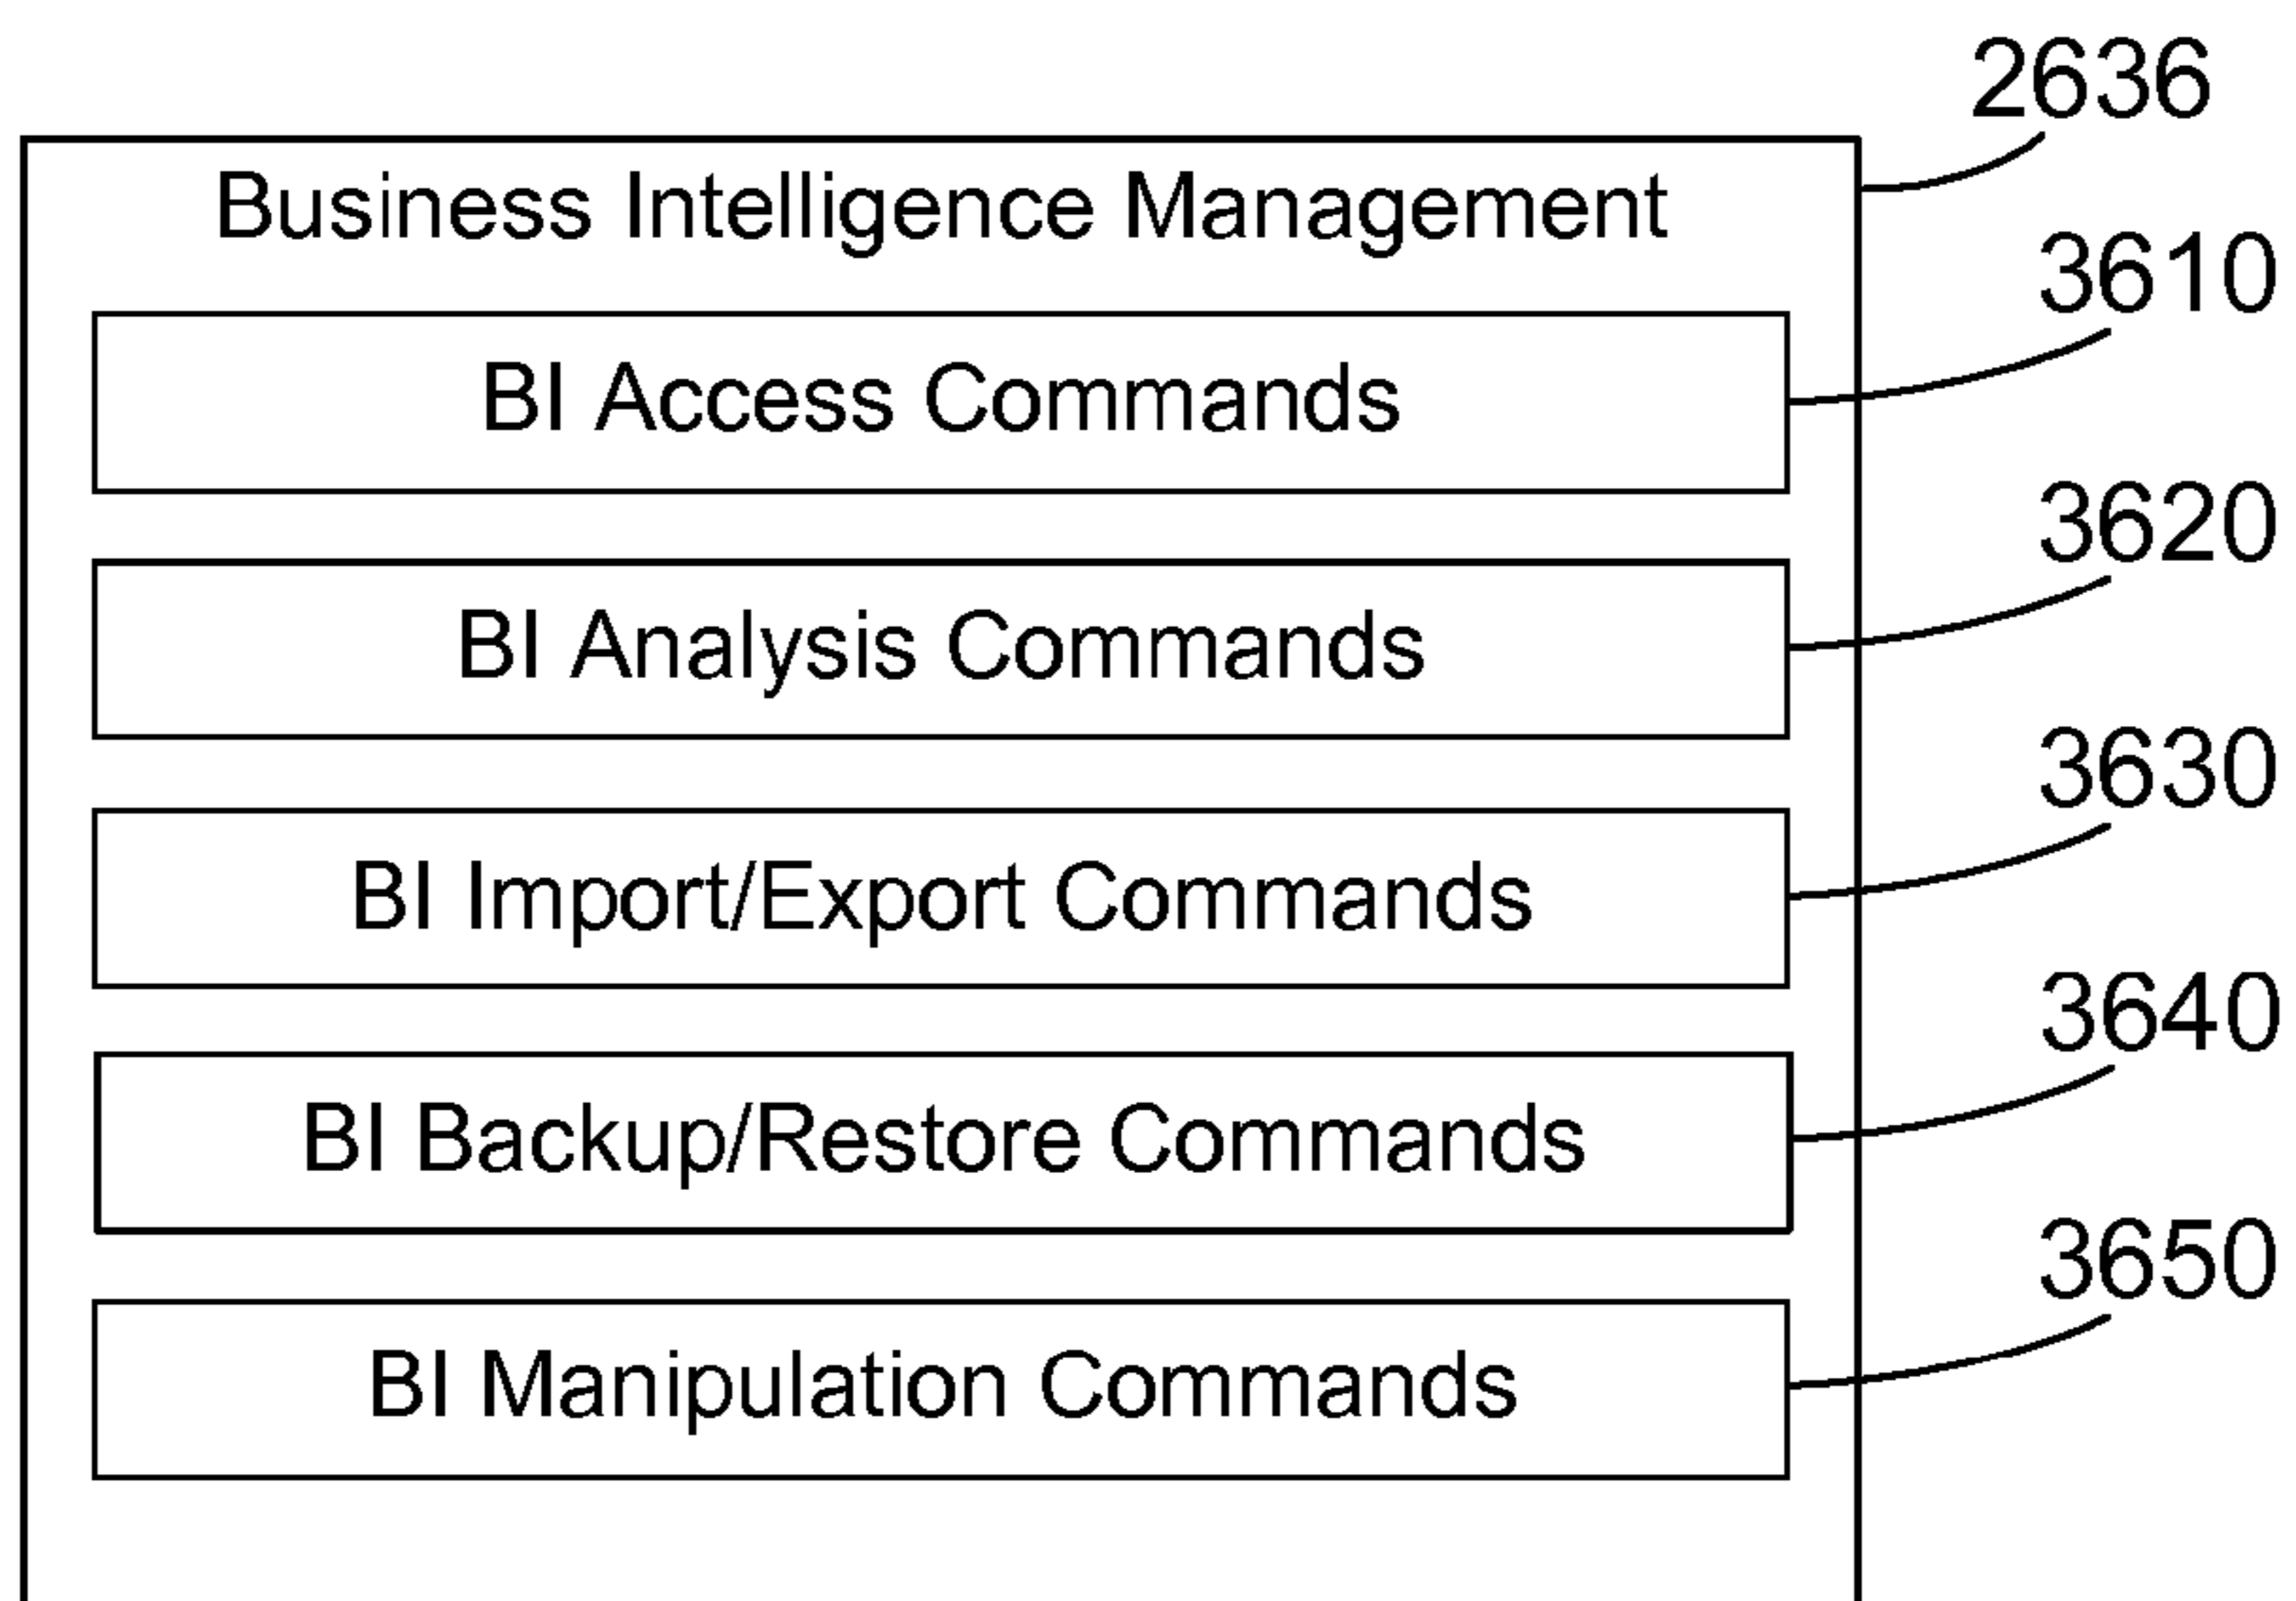 2636
Business Intelligence Management
3610
BI Access Commands
3620
BI Analysis Commands
3630
BI Import/Export Commands
3640
BI Backup/Restore Commands
3650
BI Manipulation Commands